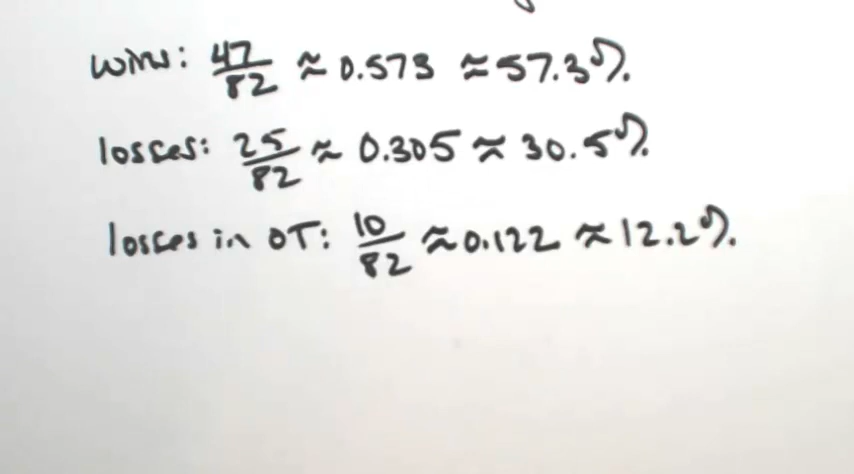 wins: 47/82 ≈ 0.573 ≈ 57.3%
losses: 25/82 ≈ 0.305 ≈ 30.5%
losses in OT: 10/82 ≈ 0.122 ≈ 12.2%